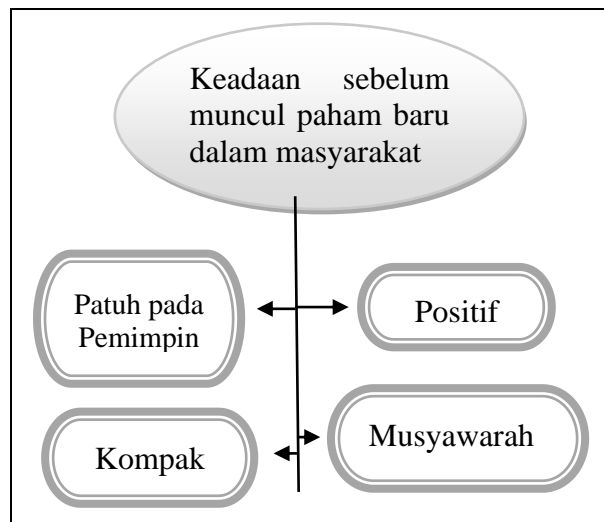 Keadaan sebelum
muncul paham baru
dalam masyarakat
Patuh pada
Pemimpin
Positif
Kompak
Musyawarah